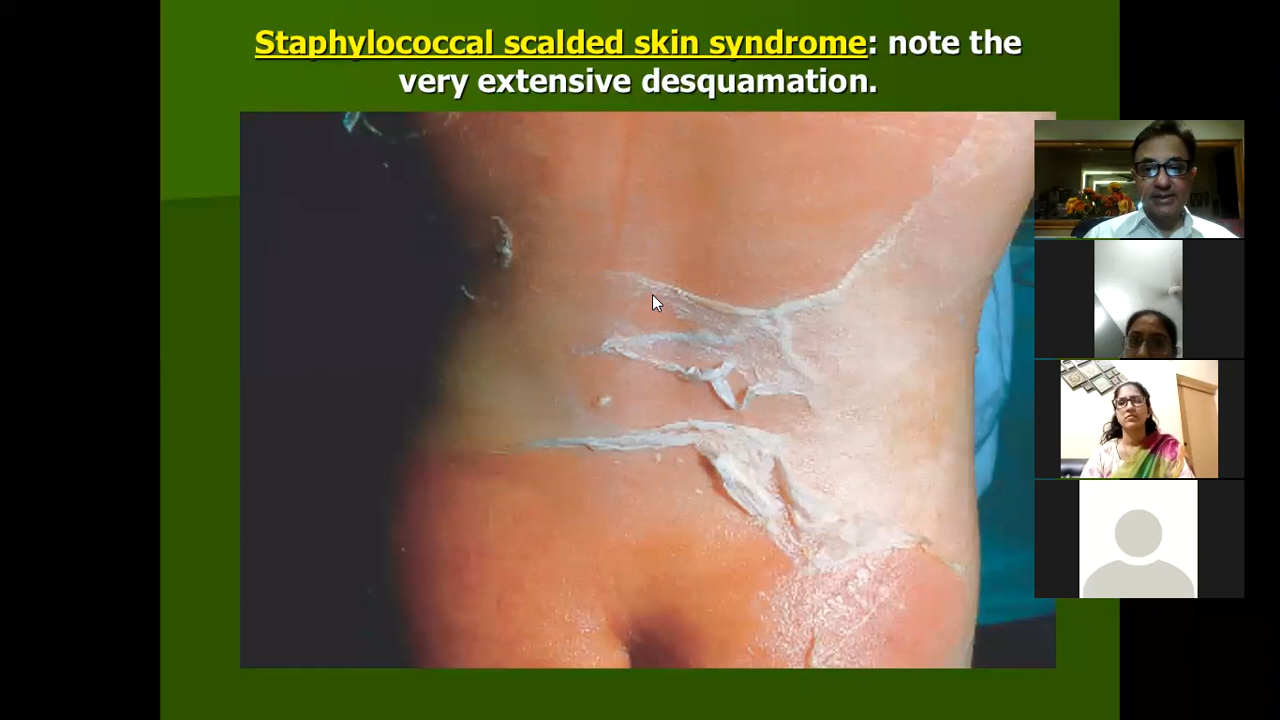 Staphylococcal scalded skin syndrome: note the
very extensive desquamation.